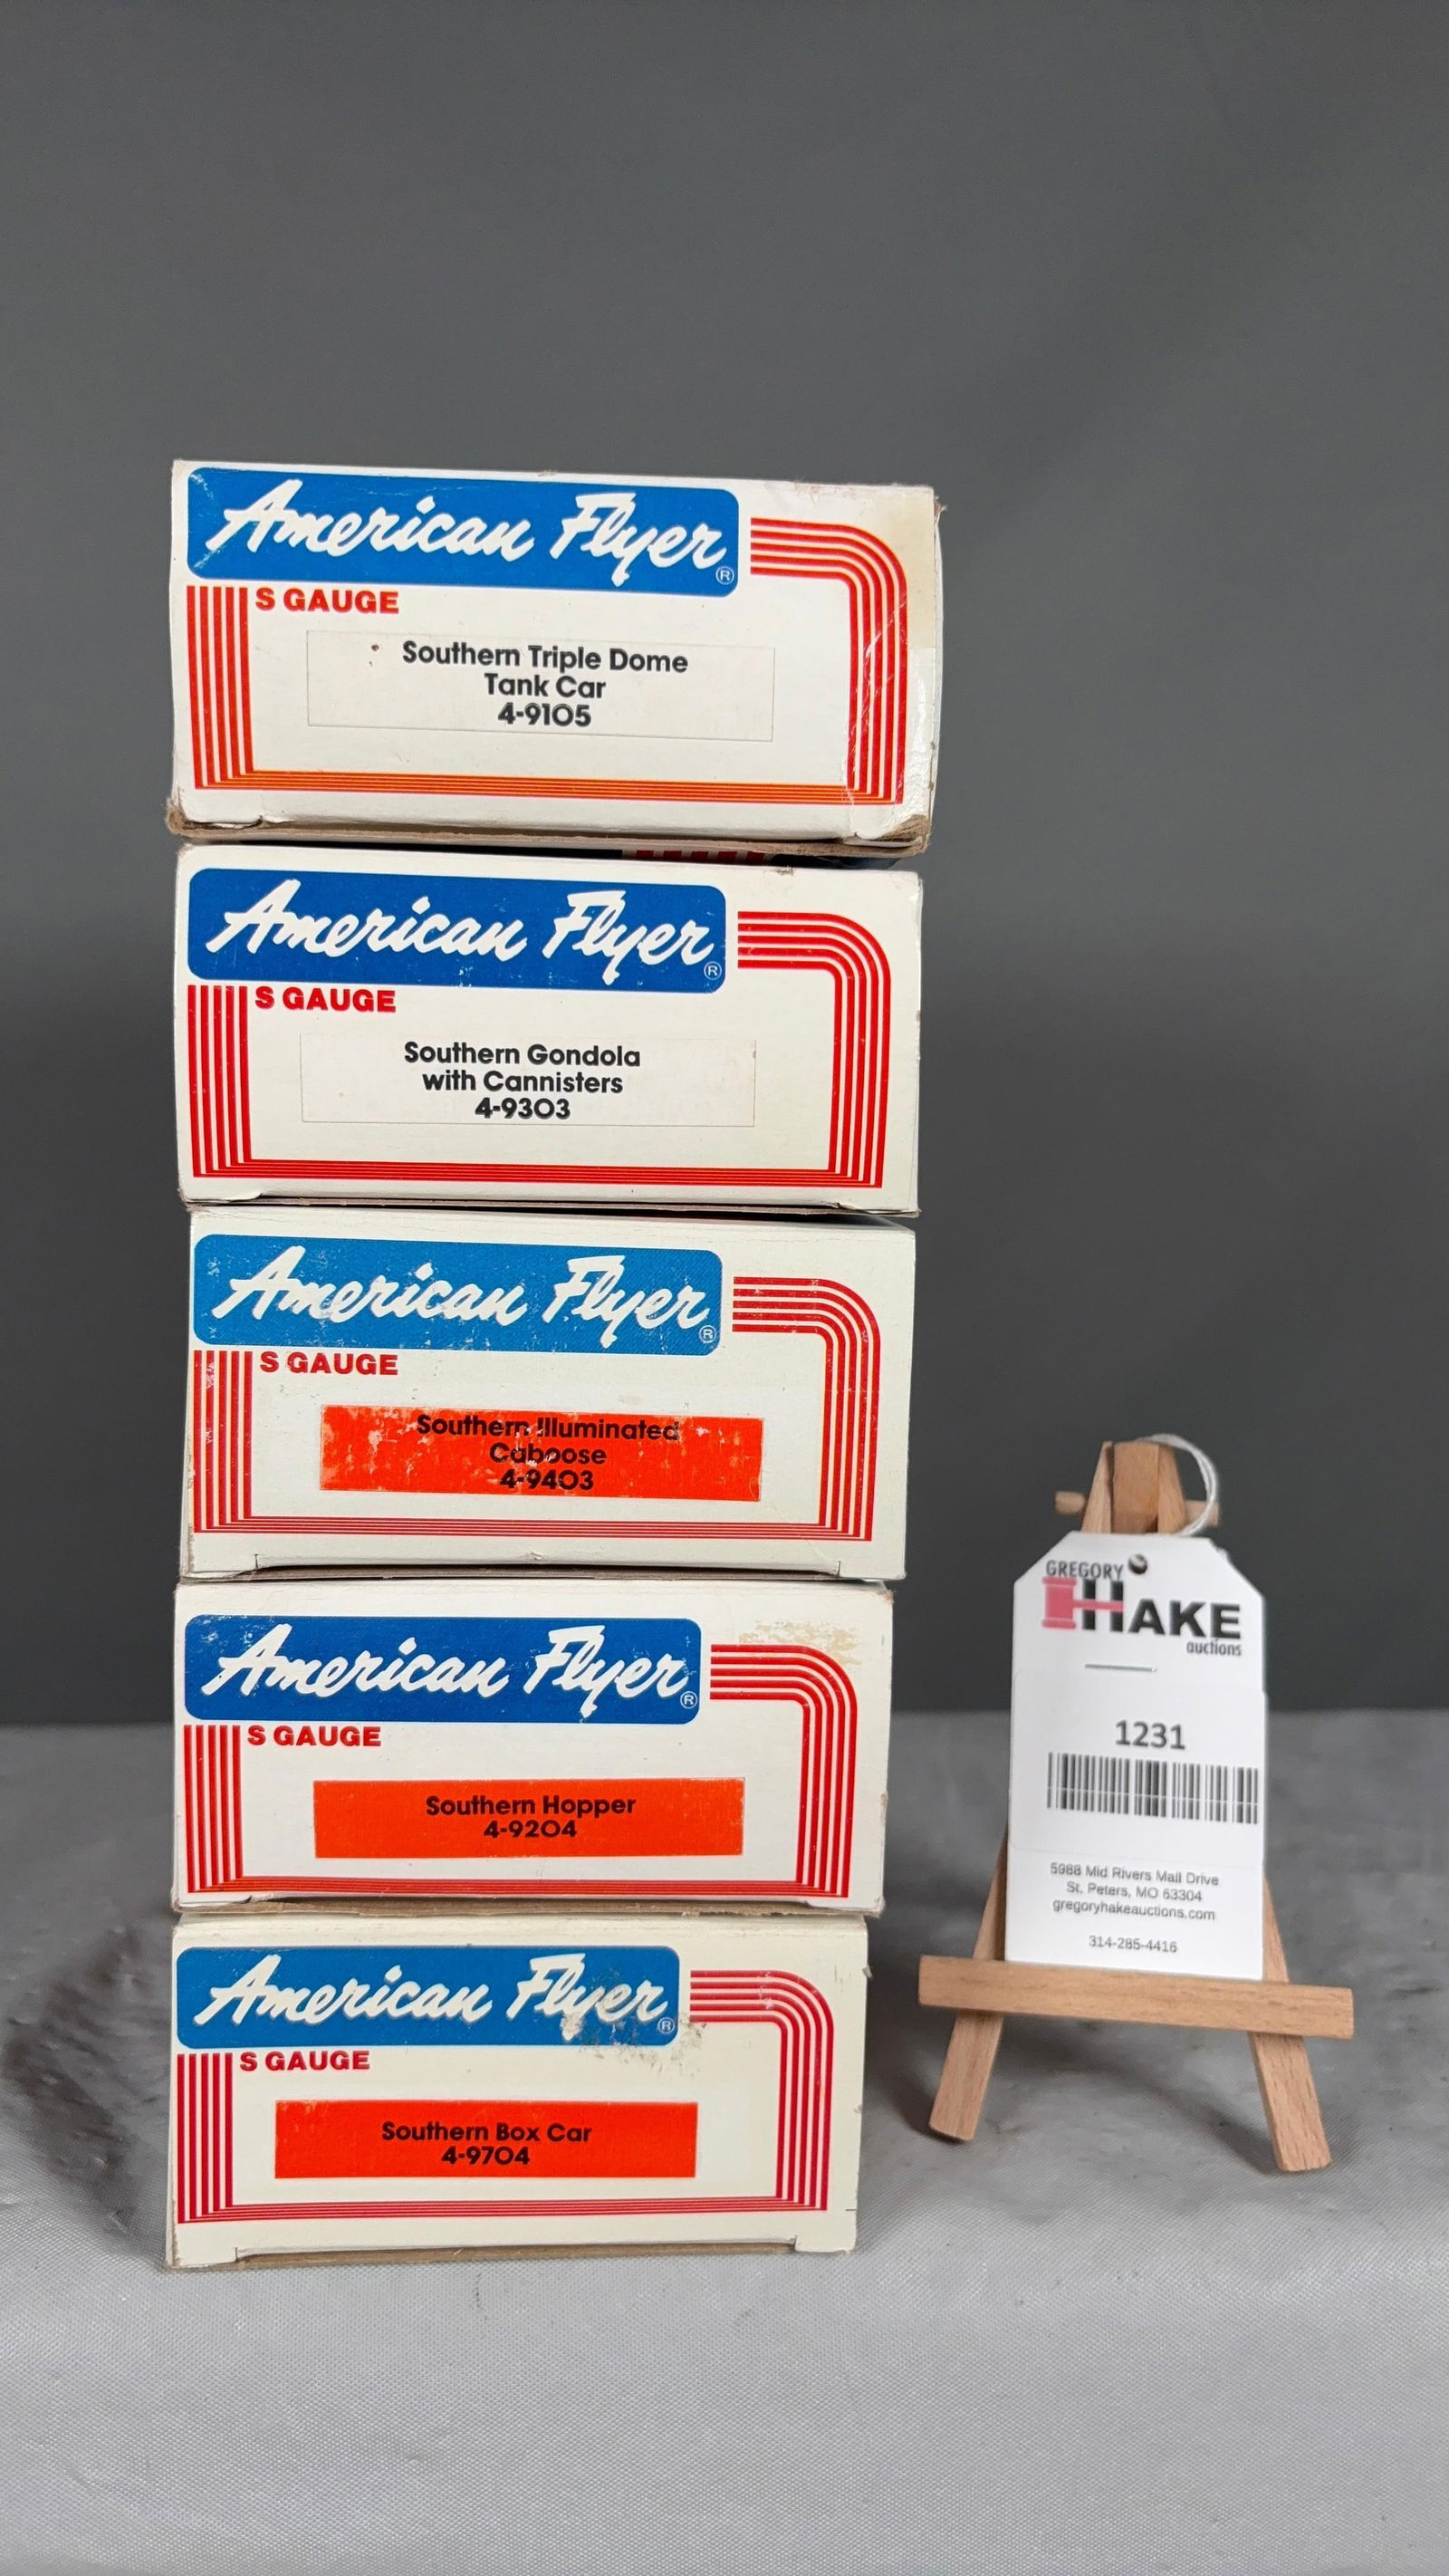 American Flyer®
S GAUGE
Southern Triple Dome
Tank Car
4-9105
American Flyer®
S GAUGE
Southern Gondola
with Cannisters
4-9303
American Flyer®
S GAUGE
Southern Illuminated
Caboose
4-9403
American Flyer®
S GAUGE
Southern Hopper
4-9204
American Flyer®
S GAUGE
Southern Box Car
4-9704
GREGORY
HAKE
auctions
1231
5988 Mid Rivers Mall Drive
St. Peters, MO 63304
gregoryhakeauctions.com
314-285-4416